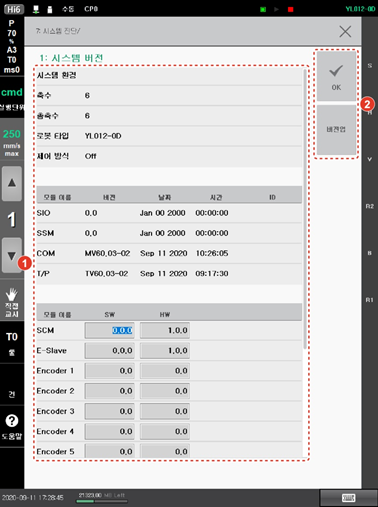 Hi6 수동 CP0 YL012-0D
P
70
%
A3
T0
ms0
cmd
실행단위
250
mm/s
max
1
직접
교시
T0
툴
건
도움말
7: 시스템 진단/
1: 시스템 버전
시스템 환경
축수 6
총축수 6
로봇 타입 YL012-0D
제어 방식 Off
모듈 이름 버전 날짜 시간 ID
SIO 0.0 Jan 00 2000 00:00:00
SSM 0.0 Jan 00 2000 00:00:00
COM MV60.03-02 Sep 11 2020 10:26:05
T/P TV60.03-02 Sep 11 2020 09:17:30
모듈 이름 SW HW
SCM 0.0.0 1.0.0
E-Slave 0.0.0 1.0.0
Encoder 1 0.0 0.0
Encoder 2 0.0 0.0
Encoder 3 0.0 0.0
Encoder 4 0.0 0.0
Encoder 5 0.0 0.0
1
OK
버전업
2
S
H
V
R2
B
R1
2020-09-11 17:28:45